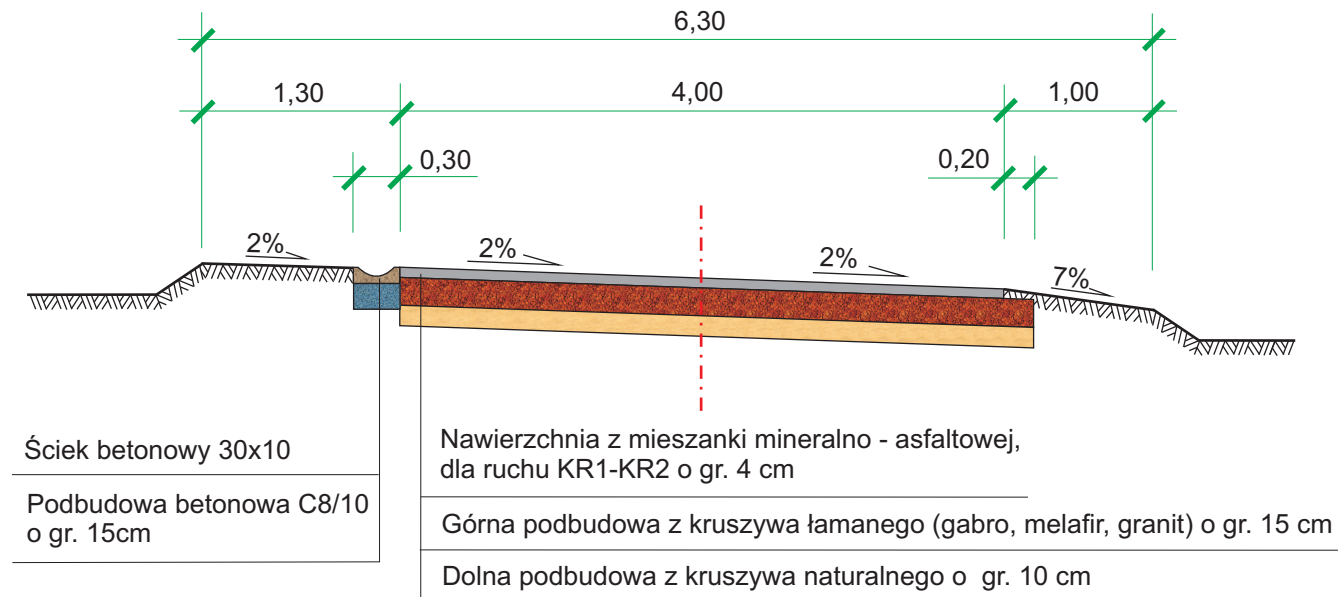 6,30
1,30
4,00
1,00
0,30
0,20
2%
2%
2%
7%
Ściek betonowy 30x10
Podbudowa betonowa C8/10
o gr. 15cm
Nawierzchnia z mieszanki mineralno - asfaltowej,
dla ruchu KR1-KR2 o gr. 4 cm
Górna podbudowa z kruszywa łamanego (gabro, melafir, granit) o gr. 15 cm
Dolna podbudowa z kruszywa naturalnego o gr. 10 cm